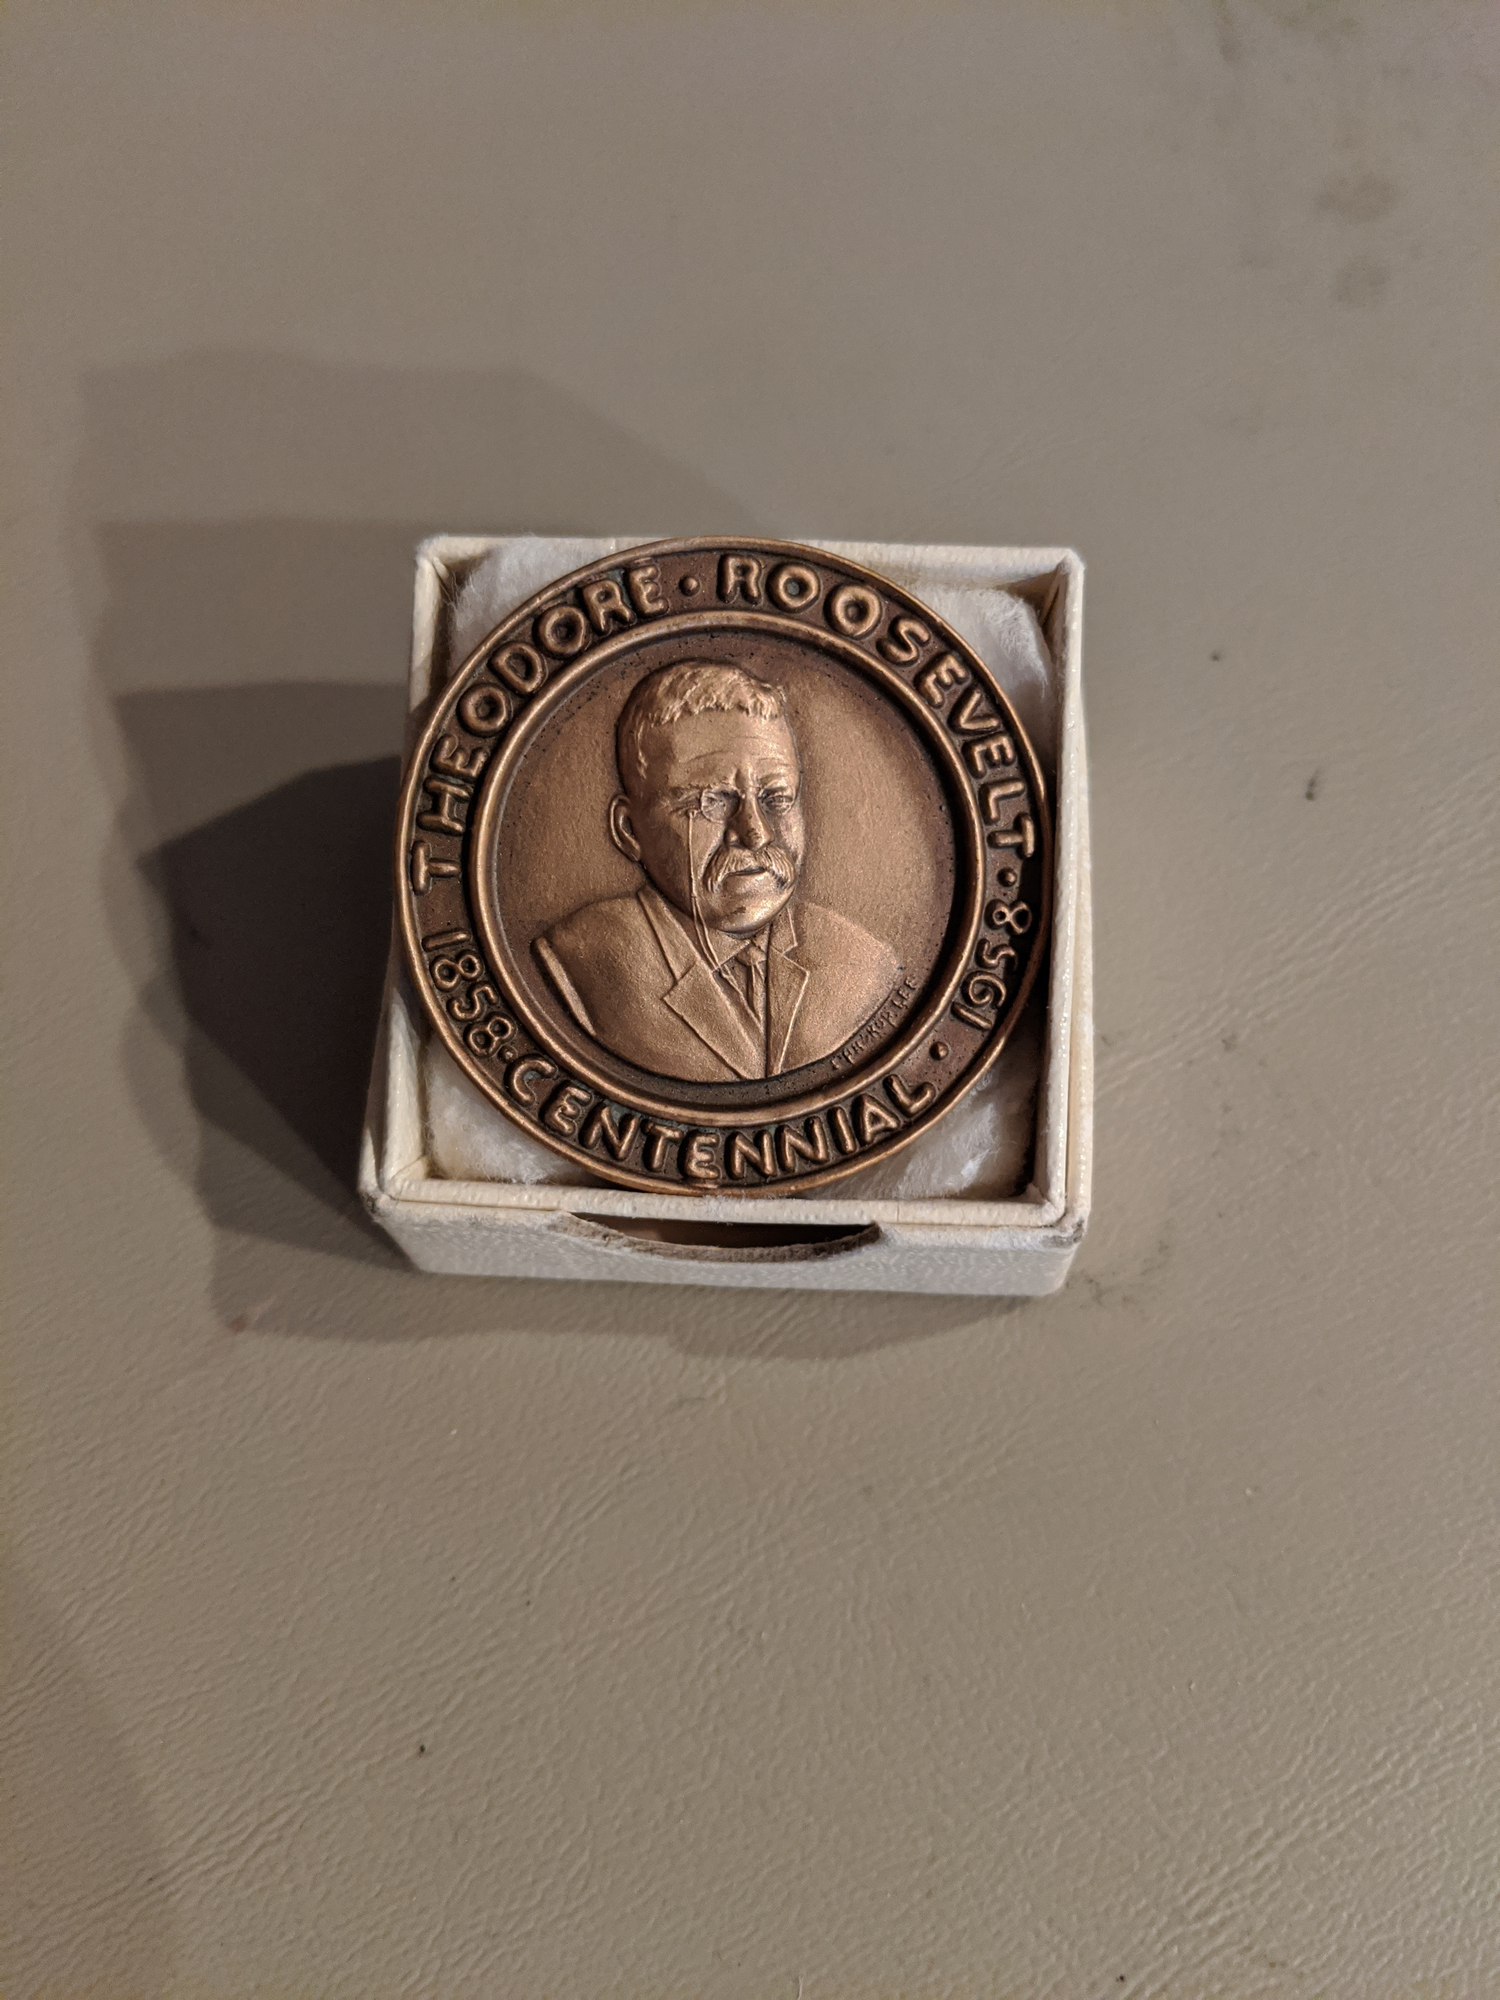 THEODORE · ROOSEVELT · 1958 ·
1858 · CENTENNIAL